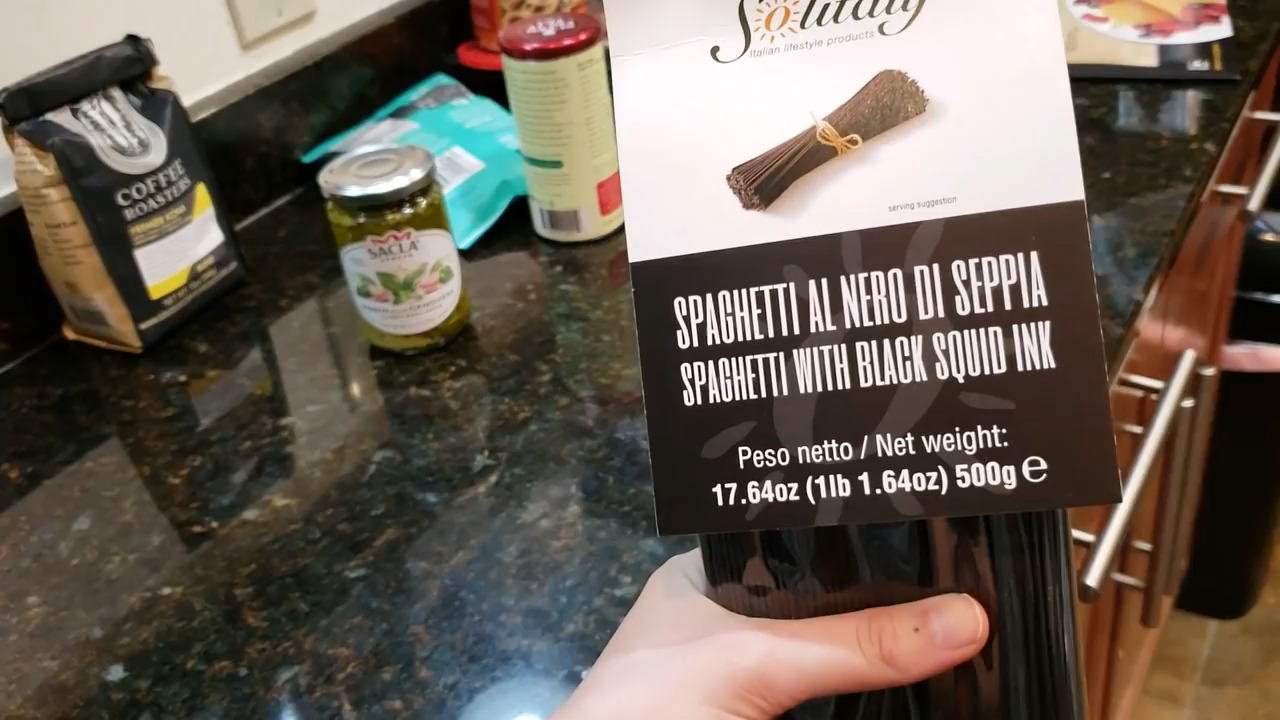 Solitaly
Italian lifestyle products
serving suggestion
SPAGHETTI AL NERO DI SEPPIA
SPAGHETTI WITH BLACK SQUID INK
Peso netto / Net weight:
17.64oz (1lb 1.64oz) 500g e
COFFEE
ROASTERS
SACLA'